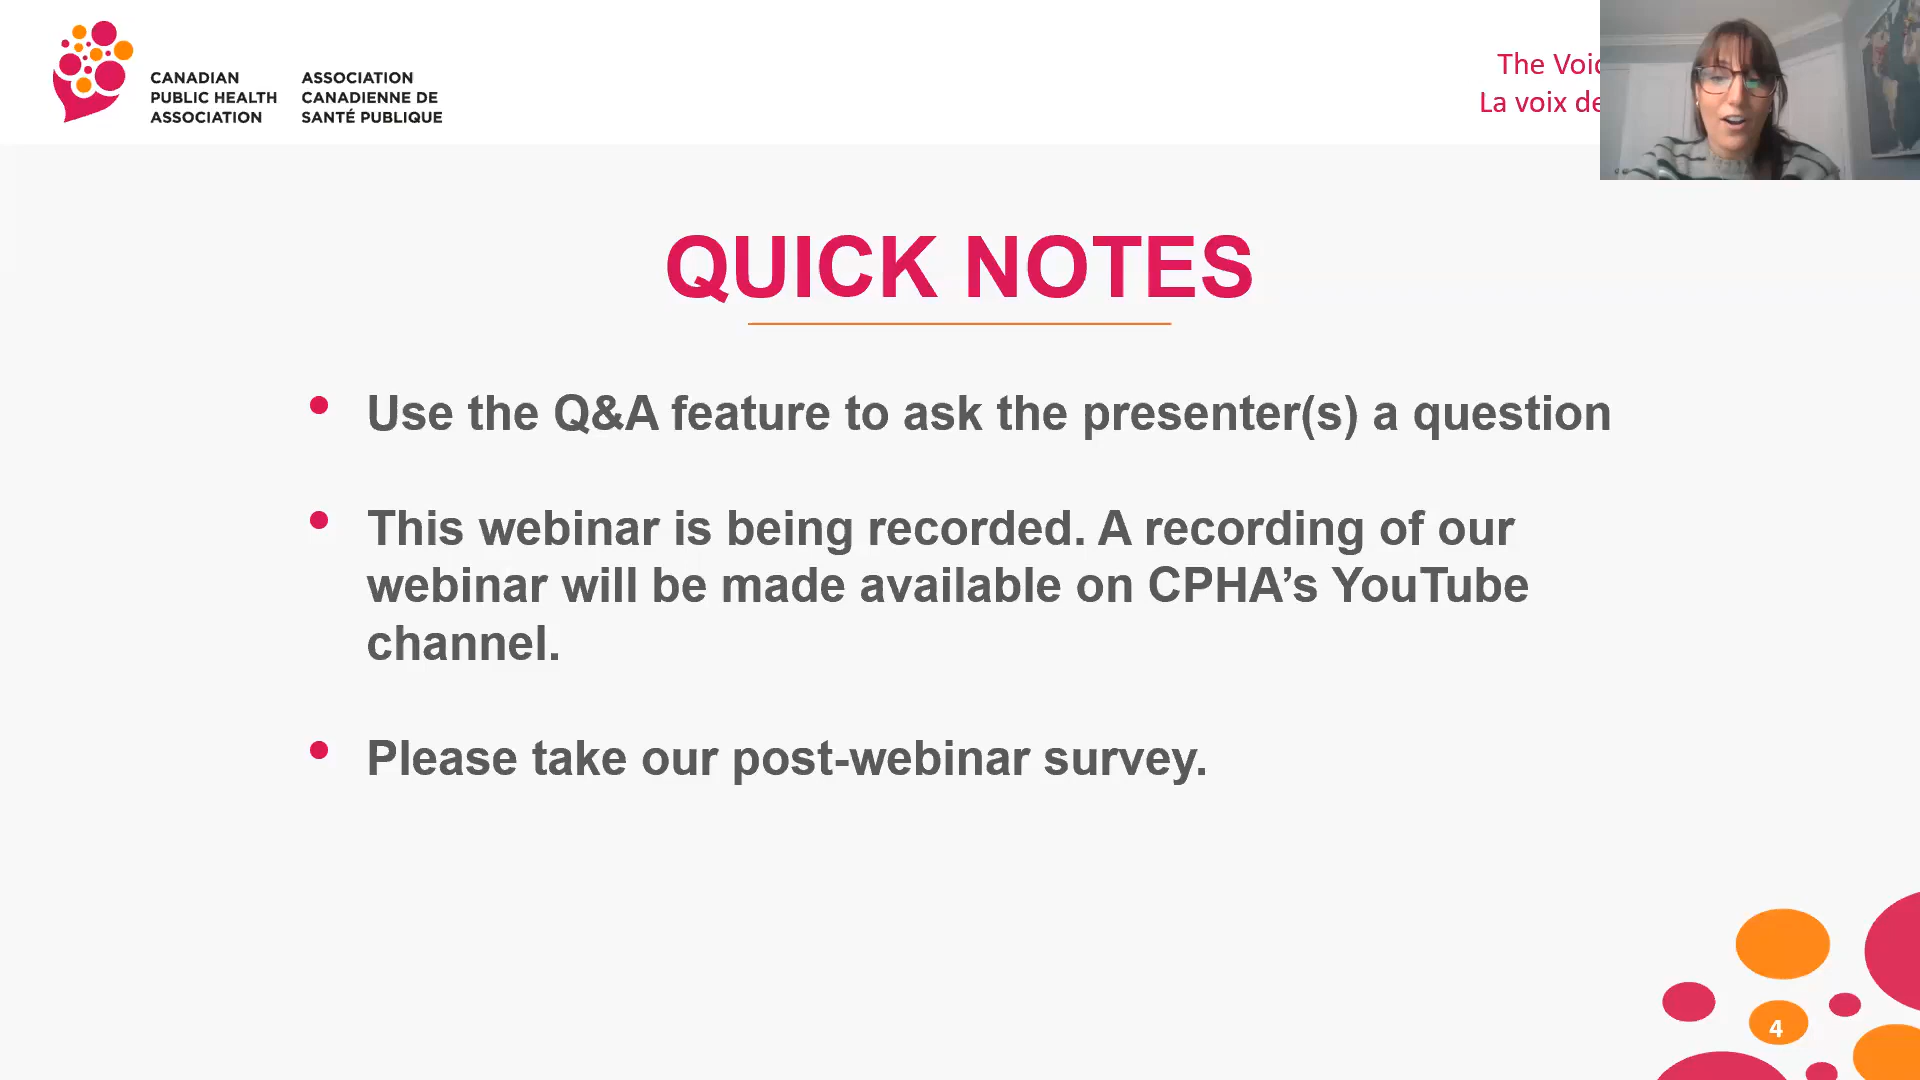 CANADIAN
PUBLIC HEALTH
ASSOCIATION
ASSOCIATION
CANADIENNE DE
SANTÉ PUBLIQUE
The
La voix de
QUICK NOTES
• Use the Q&A feature to ask the presenter(s) a question
• This webinar is being recorded. A recording of our
webinar will be made available on CPHA’s YouTube
channel.
• Please take our post-webinar survey.
4